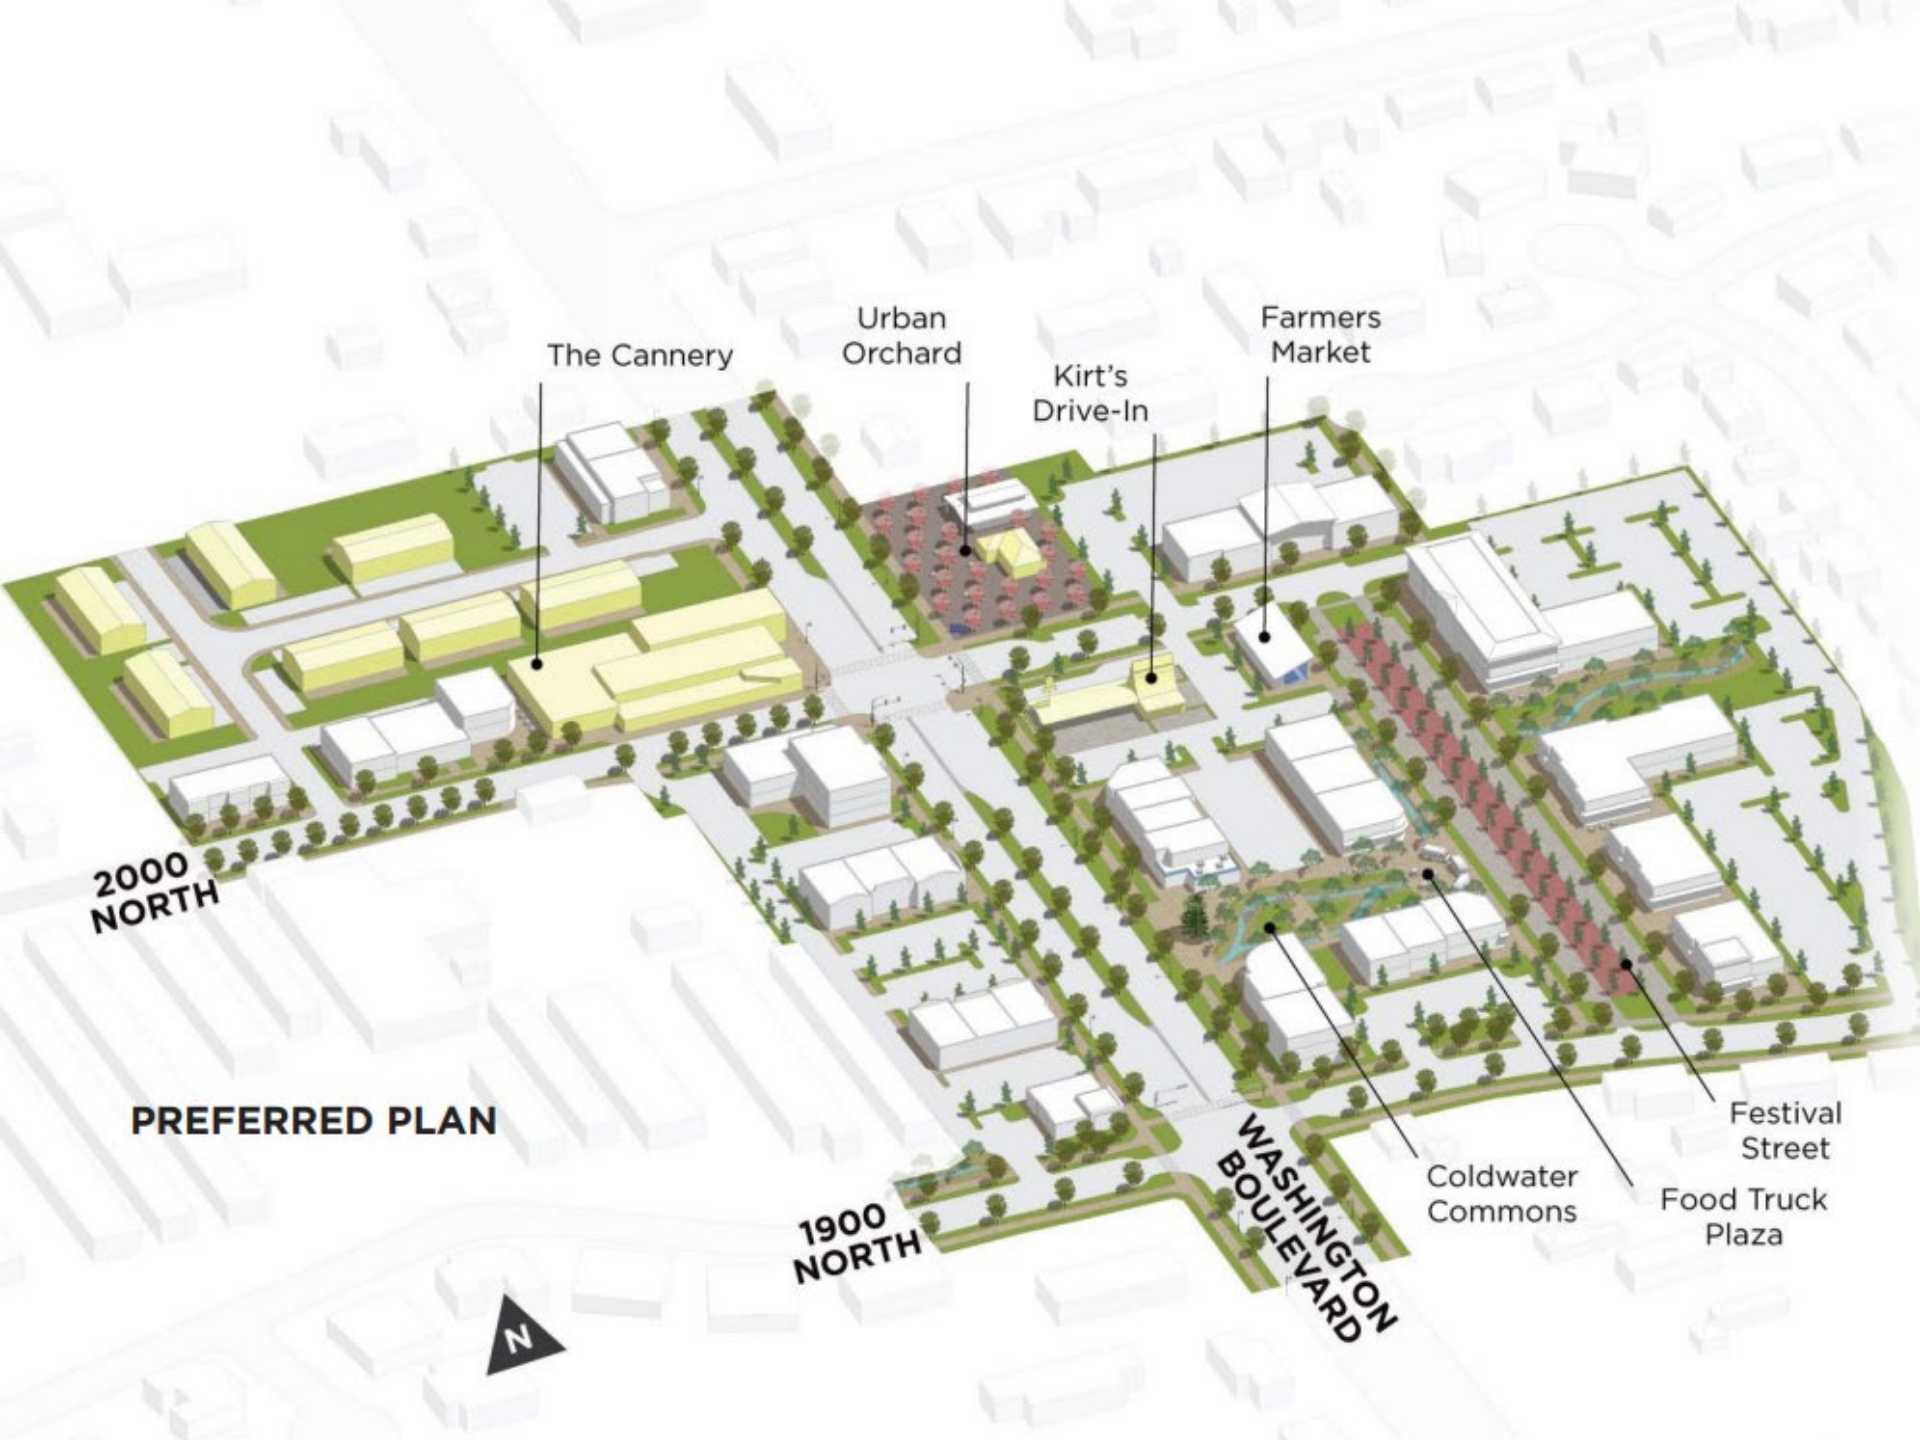 Urban
Orchard
Farmers
Market
The Cannery
Kirt's
Drive-In
2000
NORTH
PREFERRED PLAN
WASHINGTON
BOULEVARD
Festival
Street
Coldwater
Commons
Food Truck
Plaza
1900
NORTH
N